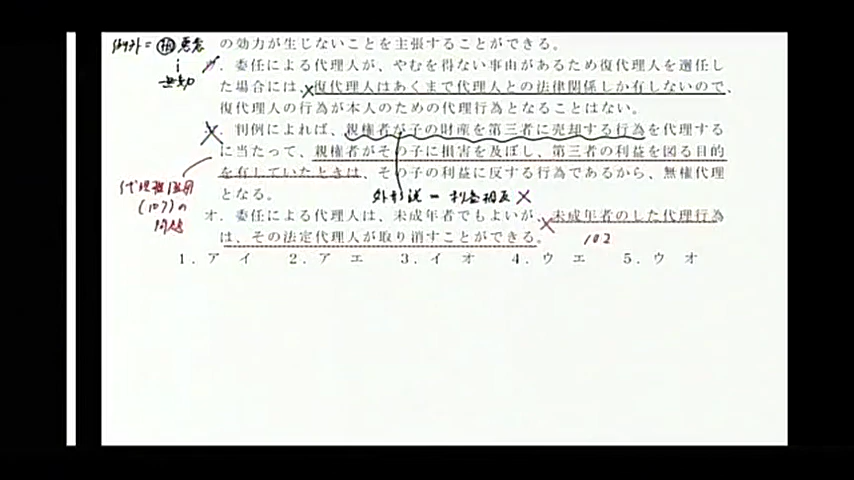 例外=相 悪意 の効力が生じないことを主張することができる。
無効 ウ．委任による代理人が、やむを得ない事由があるため復代理人を選任し
た場合には、復代理人はあくまで代理人との法律関係しか有しないので、
復代理人の行為が本人のための代理行為となることはない。
エ．判例によれば、親権者が子の財産を第三者に売却する行為を代理する
に当たって、親権者がその子に損害を及ぼし、第三者の利益を図る目的
を有していたときは、その子の利益に反する行為であるから、無権代理
となる。
代理権濫用
(107)の
問題
外形説 = 利益相反 ×
オ．委任による代理人は、未成年者でもよいが、未成年者のした代理行為
は、その法定代理人が取り消すことができる。
102
１．ア イ ２．ア エ ３．イ オ ４．ウ エ ５．ウ オ